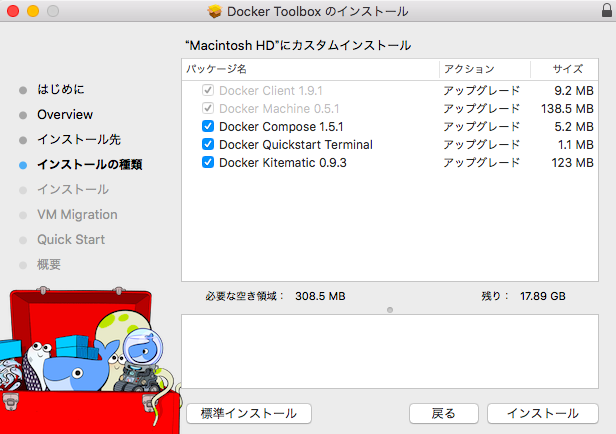 Docker Toolbox のインストール
"Macintosh HD"にカスタムインストール
はじめに
Overview
インストール先
インストールの種類
インストール
VM Migration
Quick Start
概要
パッケージ名 アクション サイズ
Docker Client 1.9.1 アップグレード 9.2 MB
Docker Machine 0.5.1 アップグレード 138.5 MB
Docker Compose 1.5.1 アップグレード 5.2 MB
Docker Quickstart Terminal アップグレード 1.1 MB
Docker Kitematic 0.9.3 アップグレード 123 MB
必要な空き領域： 308.5 MB 残り： 17.89 GB
標準インストール 戻る インストール